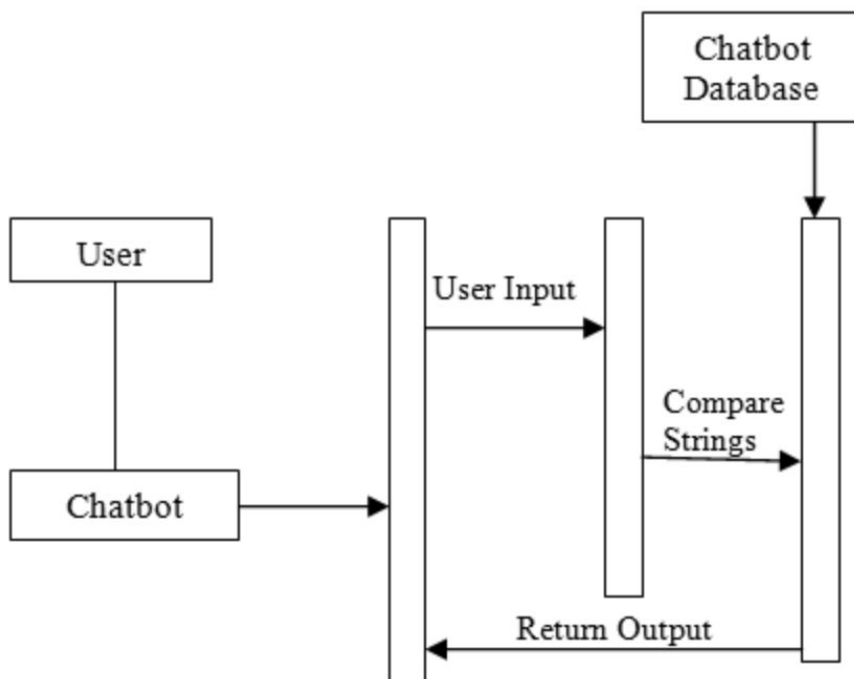 Chatbot
Database
User
User Input
Compare
Strings
Chatbot
Return Output